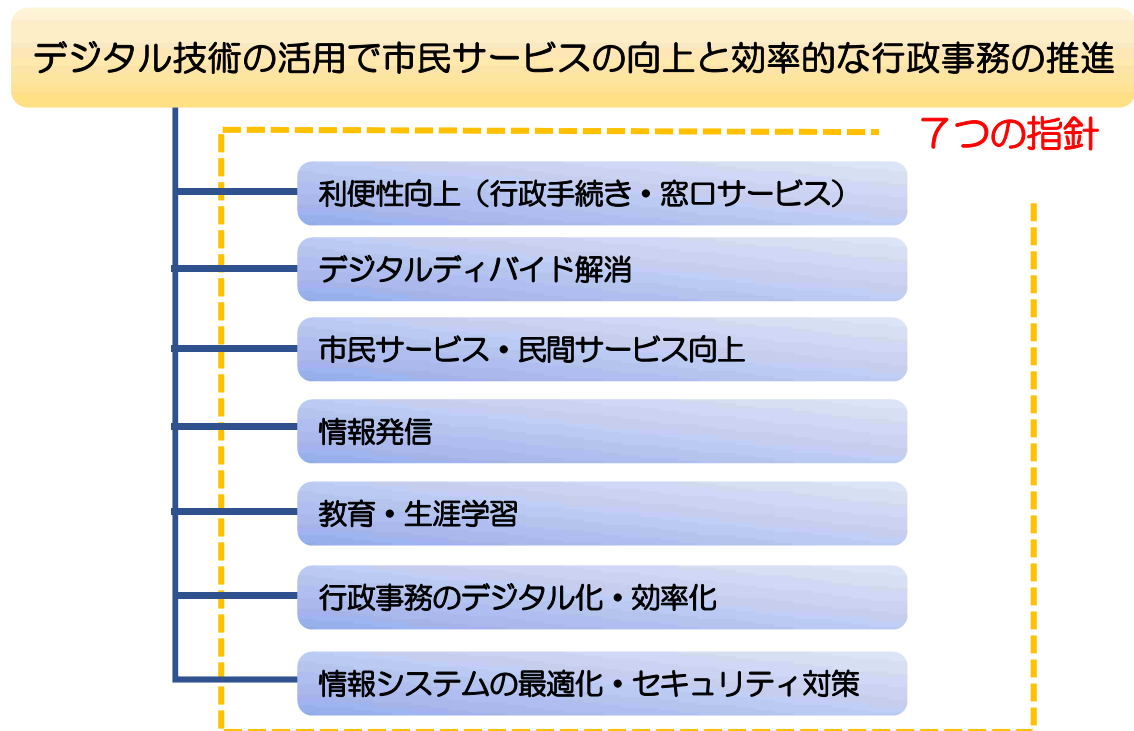 デジタル技術の活用で市民サービスの向上と効率的な行政事務の推進
７つの指針
利便性向上（行政手続き・窓口サービス）
デジタルディバイド解消
市民サービス・民間サービス向上
情報発信
教育・生涯学習
行政事務のデジタル化・効率化
情報システムの最適化・セキュリティ対策